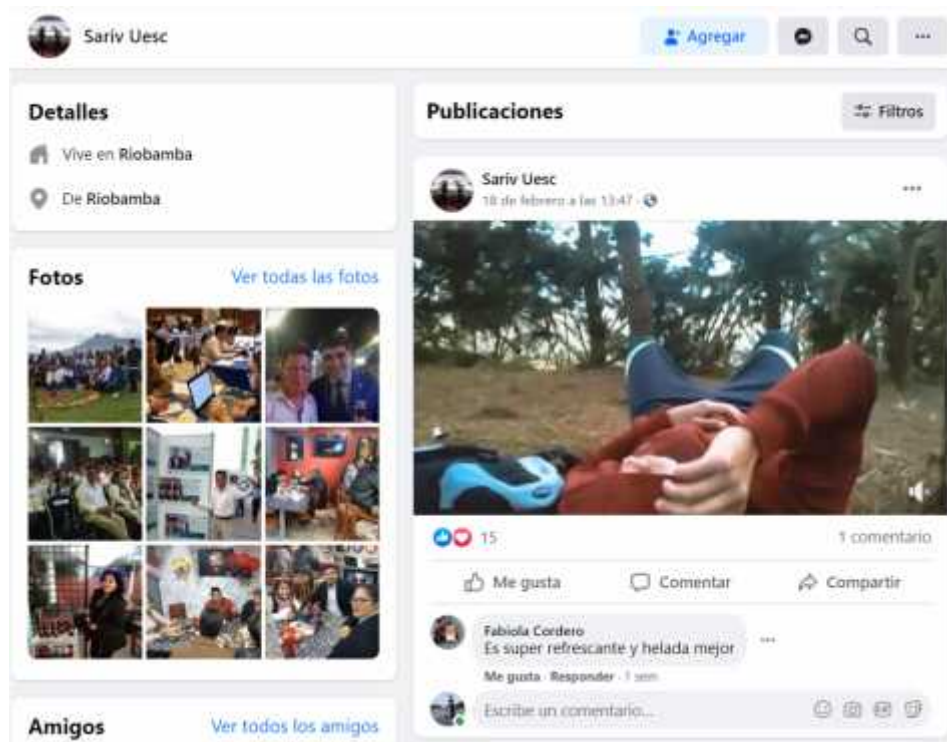 Sariv Uesc
Agregar
Detalles
Vive en Riobamba
De Riobamba
Fotos
Ver todas las fotos
Amigos
Ver todos los amigos
Publicaciones
Filtros
Sariv Uesc
18 de febrero a las 13:47 ·
15
1 comentario
Me gusta
Comentar
Compartir
Fabiola Cordero
Es super refrescante y helada mejor
Me gusta · Responder · 1 sem
Escribe un comentario...